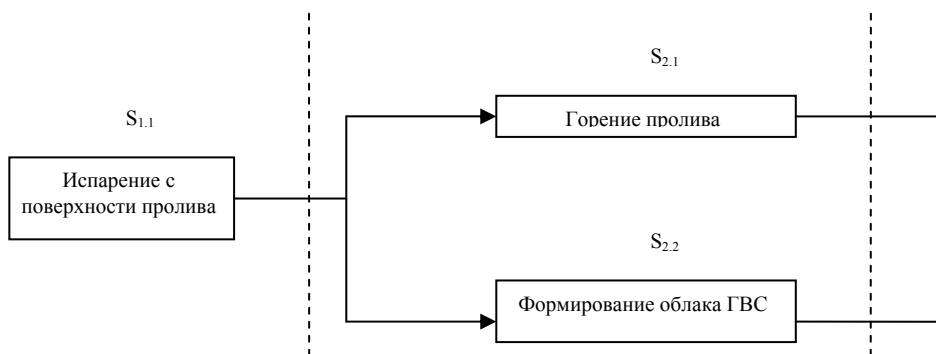 S2.1
S1.1
Горение пролива
Испарение с
поверхности пролива
S2.2
Формирование облака ГВС